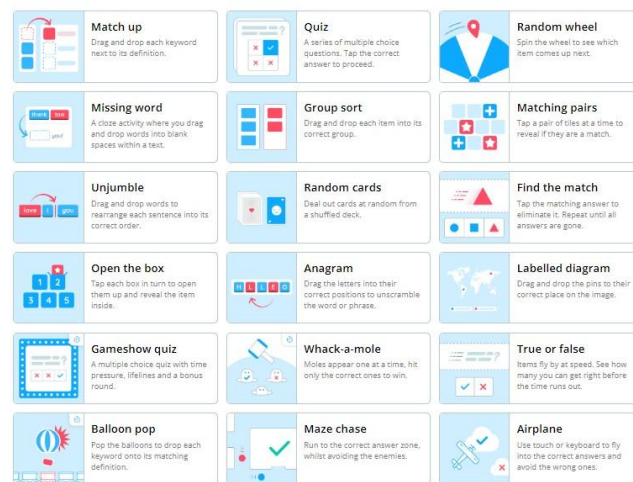 Match up
Drag and drop each keyword
next to its definition.
Quiz
A series of multiple choice
questions. Tap the correct
answer to proceed.
Random wheel
Spin the wheel to see which
item comes up next.
thank
you!
Missing word
A cloze activity where you drag
and drop words into blank
spaces within a text.
Group sort
Drag and drop each item into its
correct group.
Matching pairs
Tap a pair of tiles at a time to
reveal if they are a match.
love I you
Unjumble
Drag and drop words to
rearrange each sentence into its
correct order.
Random cards
Deal out cards at random from
a shuffled deck.
Find the match
Tap the matching answer to
eliminate it. Repeat until all
answers are gone.
1 2
3 4 5
Open the box
Tap each box in turn to open
them up and reveal the item
inside.
H L L E O
Anagram
Drag the letters into their
correct positions to unscramble
the word or phrase.
Labelled diagram
Drag and drop the pins to their
correct place on the image.
Gameshow quiz
A multiple choice quiz with time
pressure, lifelines and a bonus
round.
Whack-a-mole
Moles appear one at a time, hit
only the correct ones to win.
True or false
Items fly by at speed. See how
many you can get right before
the time runs out.
Balloon pop
Pop the balloons to drop each
keyword onto its matching
definition.
Maze chase
Run to the correct answer zone,
whilst avoiding the enemies.
Airplane
Use touch or keyboard to fly
into the correct answers and
avoid the wrong ones.